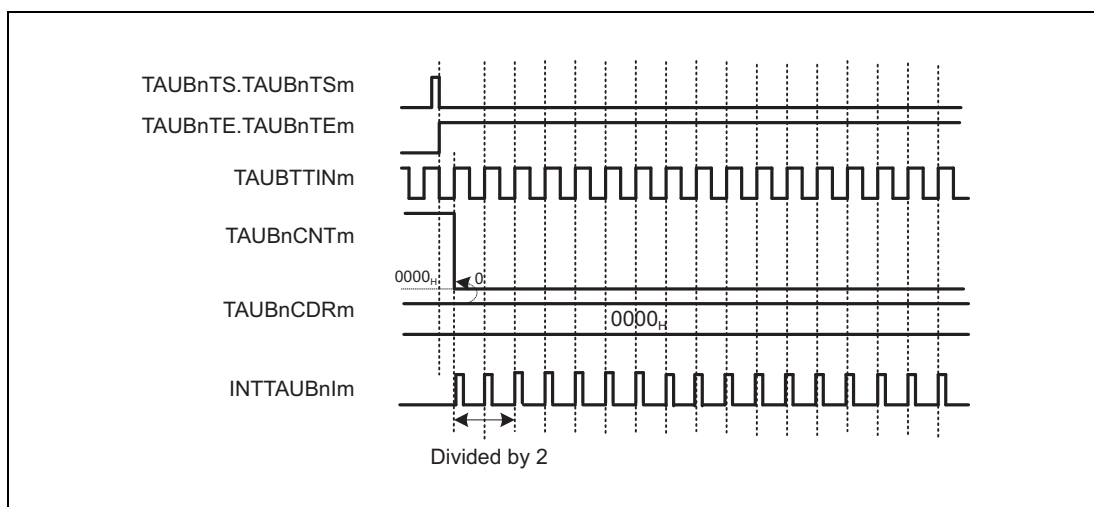 TAUBnTS.TAUBnTSm
TAUBnTE.TAUBnTEm
TAUBTTINm
TAUBnCNTm
0000H
0
TAUBnCDRm
0000H
INTTAUBnIm
Divided by 2